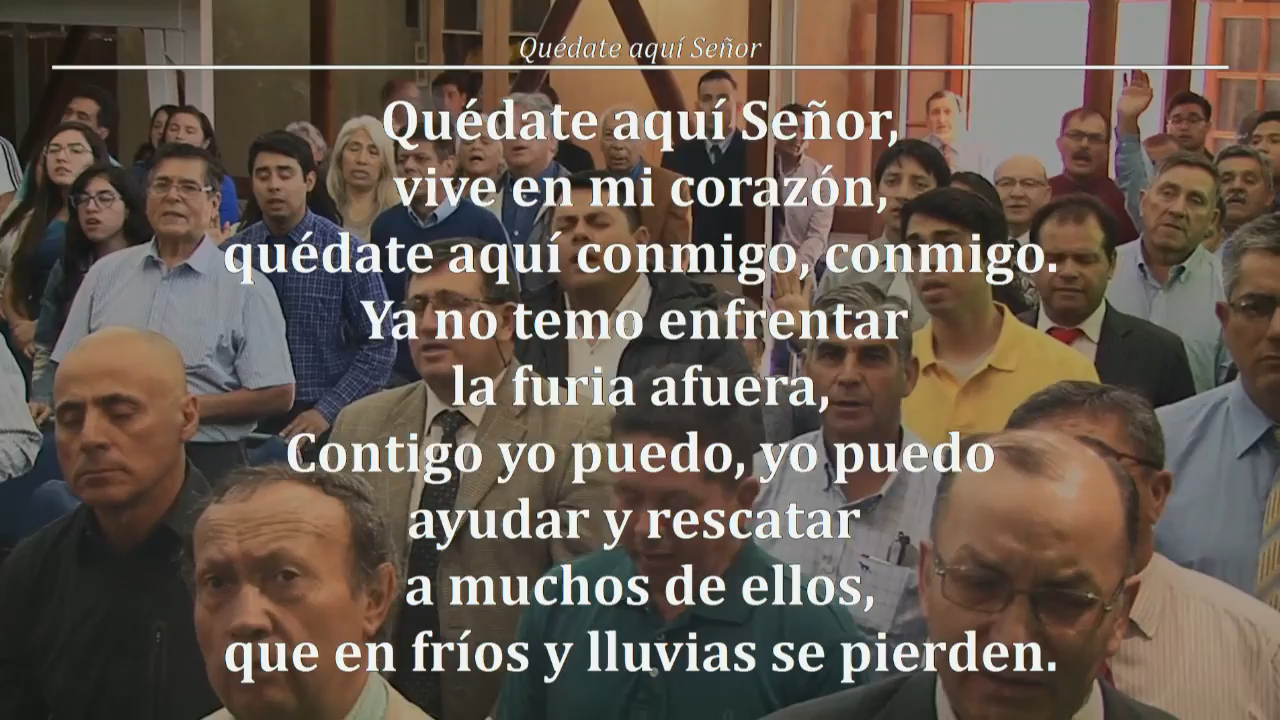 Quédate aquí Señor
Quédate aquí Señor,
vive en mi corazón,
quédate aquí conmigo, conmigo.
Ya no temo enfrentar
la furia afuera,
Contigo yo puedo, yo puedo
ayudar y rescatar
a muchos de ellos,
que en fríos y lluvias se pierden.